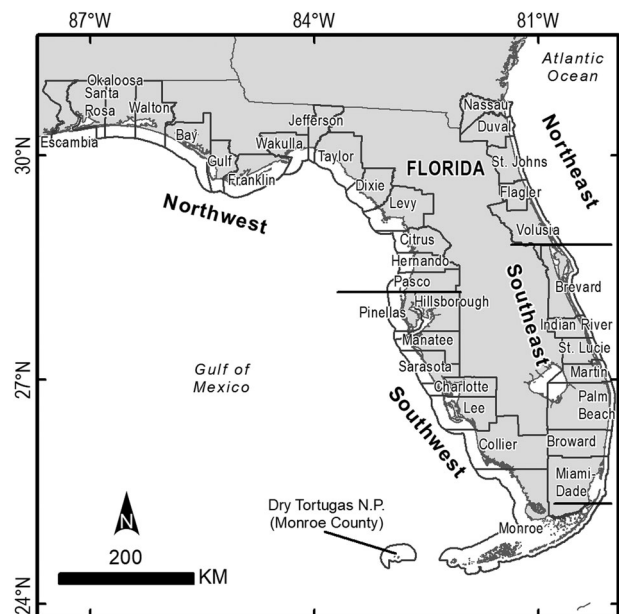 87°W 84°W 81°W
Atlantic
Ocean
Okaloosa
Santa
Rosa
Walton
Escambia
Bay
Gulf
Franklin
Wakulla
Jefferson
Taylor
Dixie
Levy
Citrus
Hernando
Pasco
Pinellas
Hillsborough
Manatee
Sarasota
Charlotte
Lee
Collier
Nassau
Duval
St. Johns
Flagler
Volusia
Brevard
Indian River
St. Lucie
Martin
Palm
Beach
Broward
Miami-
Dade
Monroe
FLORIDA
Northwest
Northeast
Southeast
Southwest
Gulf of
Mexico
Dry Tortugas N.P.
(Monroe County)
N
200
KM
30°N
27°N
24°N